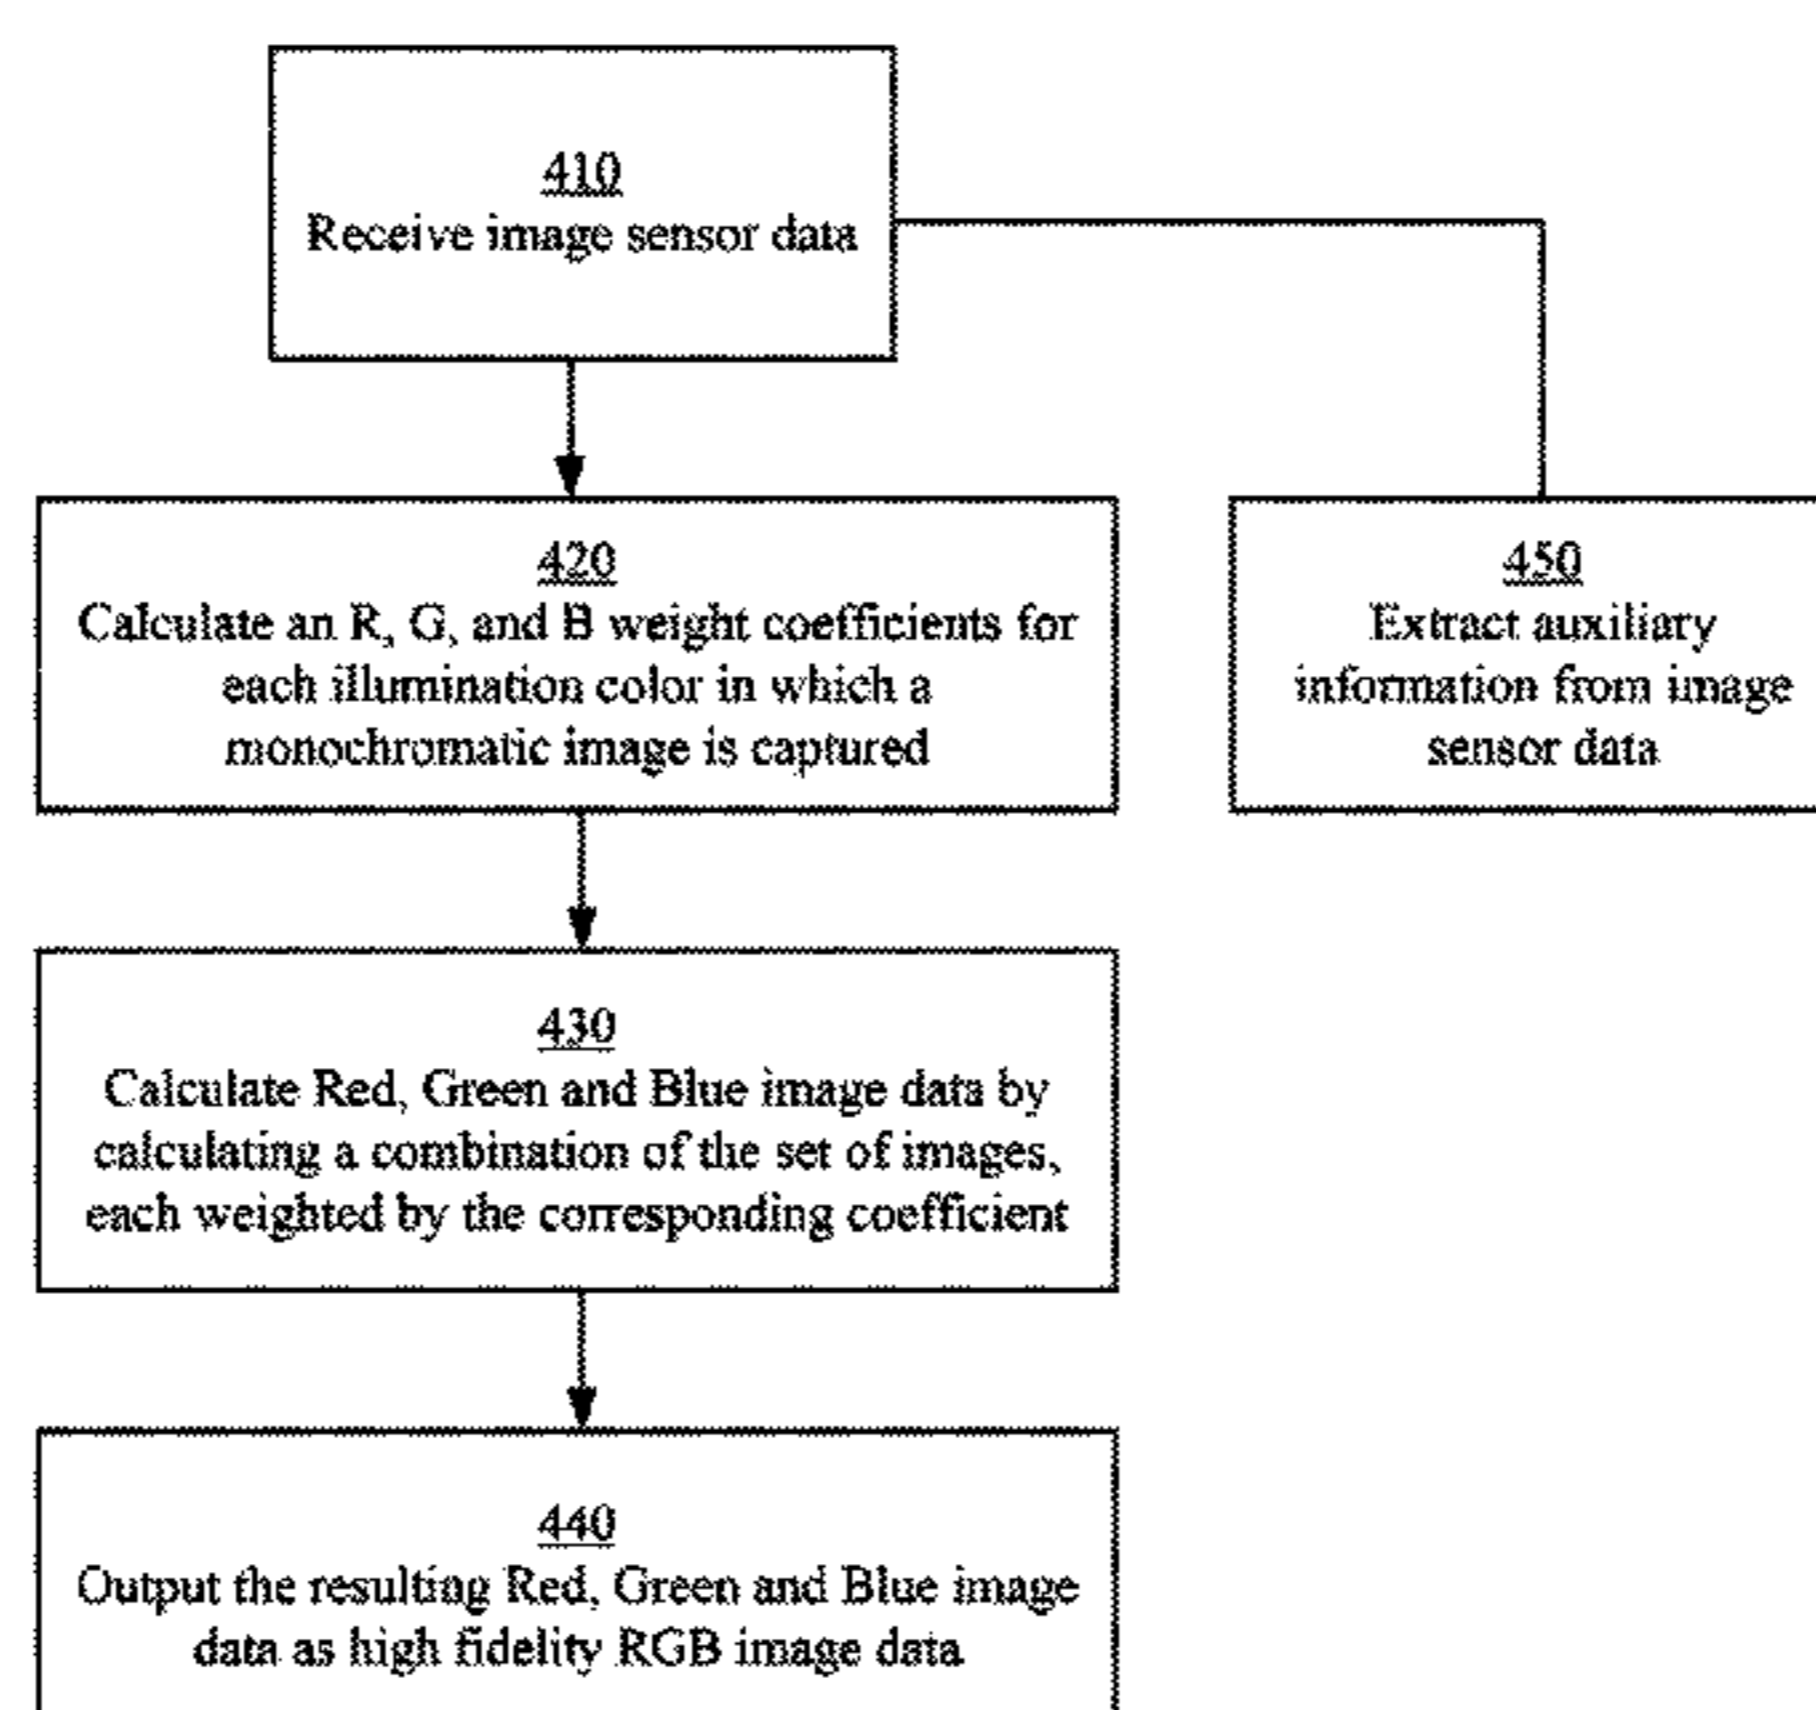 410
Receive image sensor data
420
Calculate an R, G, and B weight coefficients for
each illumination color in which a
monochromatic image is captured
450
Extract auxiliary
information from image
sensor data
430
Calculate Red, Green and Blue image data by
calculating a combination of the set of images,
each weighted by the corresponding coefficient
440
Output the resulting Red, Green and Blue image
data as high fidelity RGB image data